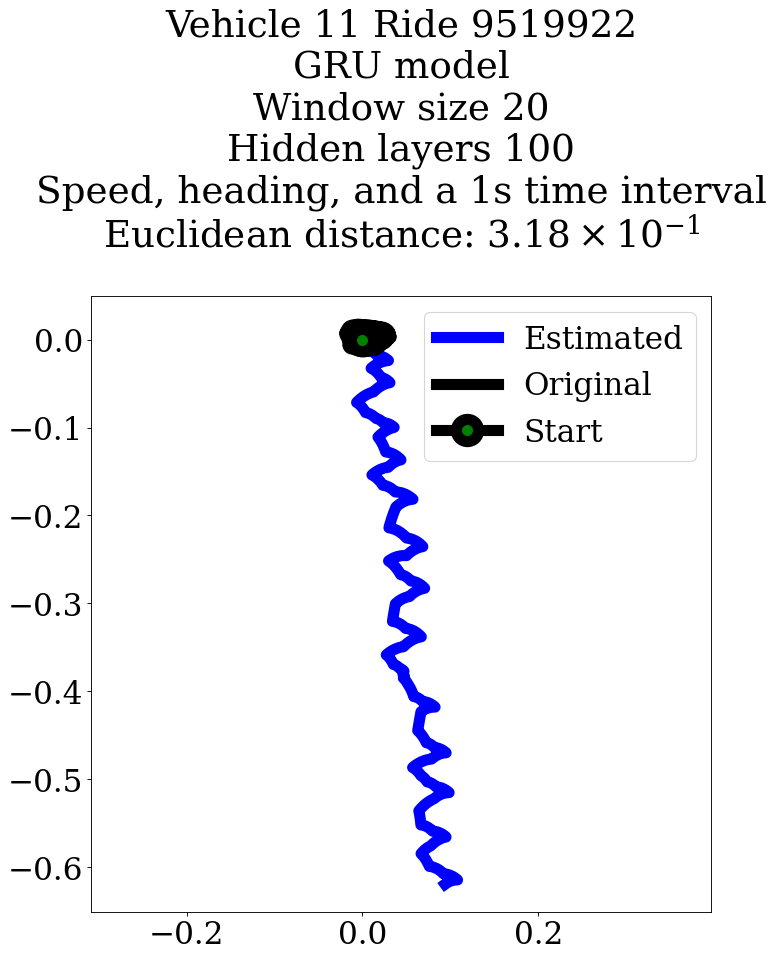 Vehicle 11 Ride 9519922
GRU model
Window size 20
Hidden layers 100
Speed, heading, and a 1s time interval
Euclidean distance: 3.18 × 10⁻¹
Estimated
Original
Start
0.0
−0.1
−0.2
−0.3
−0.4
−0.5
−0.6
−0.2 0.0 0.2